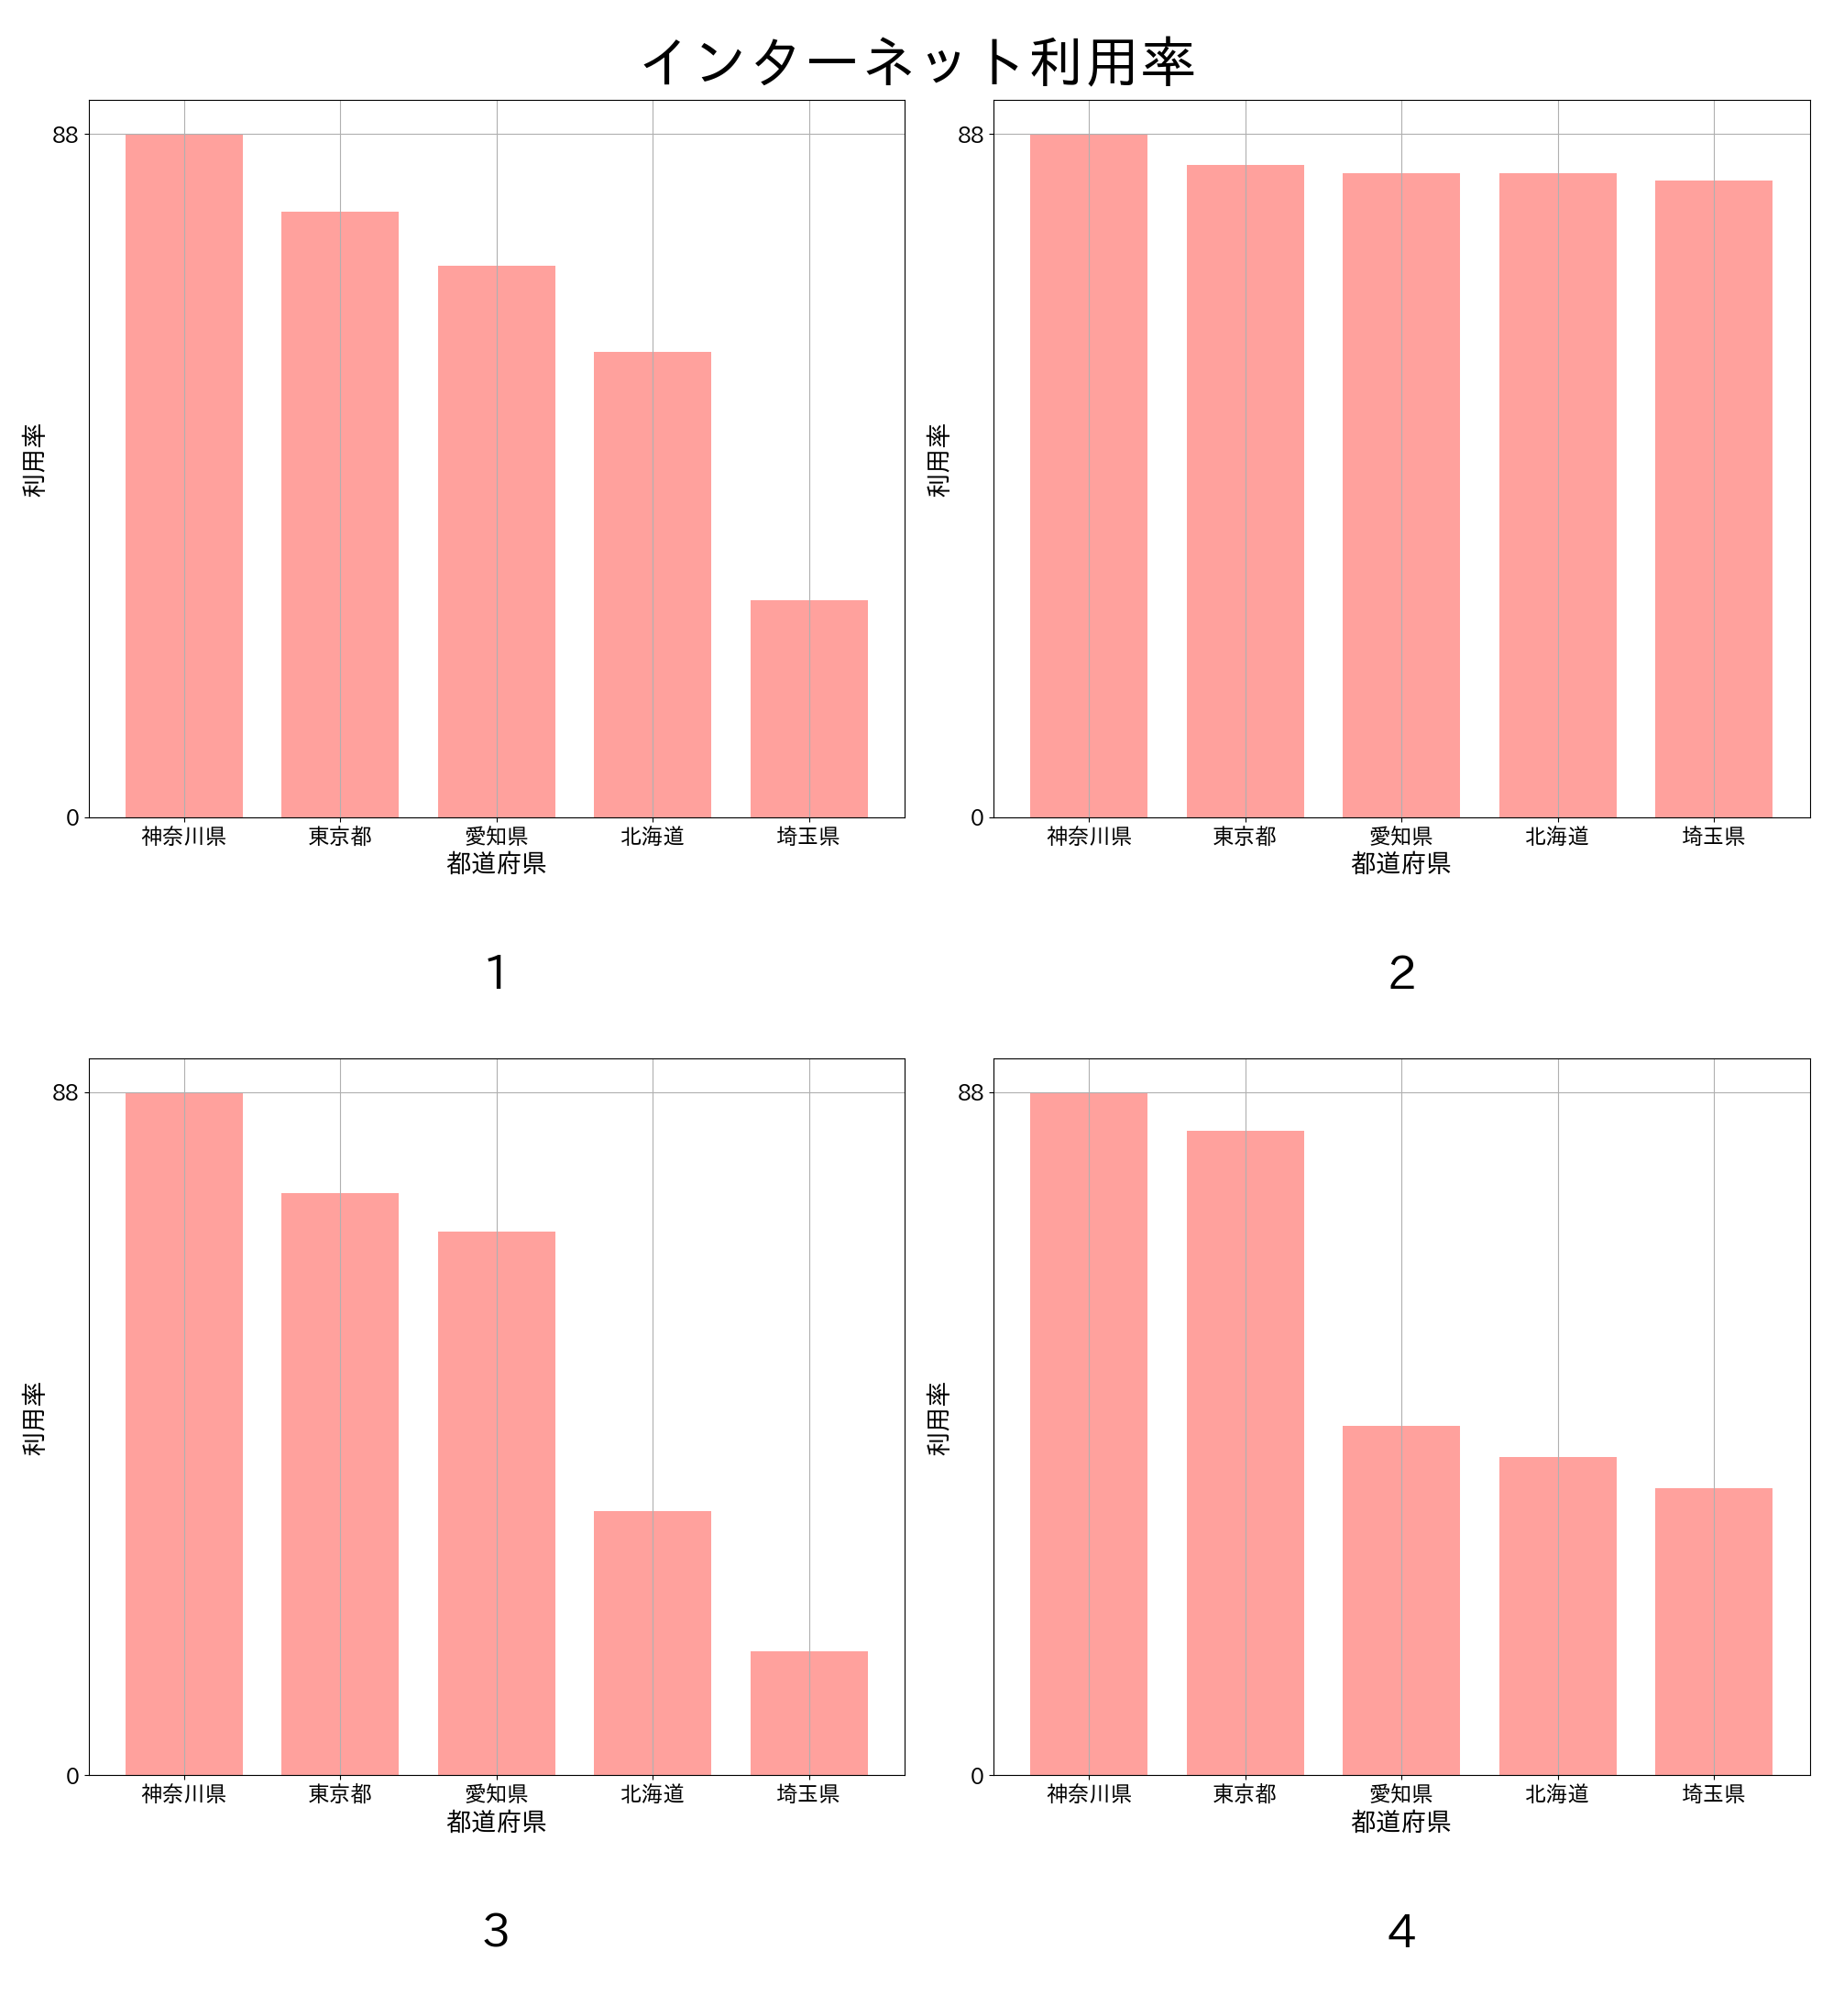 インターネット利用率
88
0
利用率
神奈川県 東京都 愛知県 北海道 埼玉県
都道府県
1
88
0
利用率
神奈川県 東京都 愛知県 北海道 埼玉県
都道府県
2
88
0
利用率
神奈川県 東京都 愛知県 北海道 埼玉県
都道府県
3
88
0
利用率
神奈川県 東京都 愛知県 北海道 埼玉県
都道府県
4